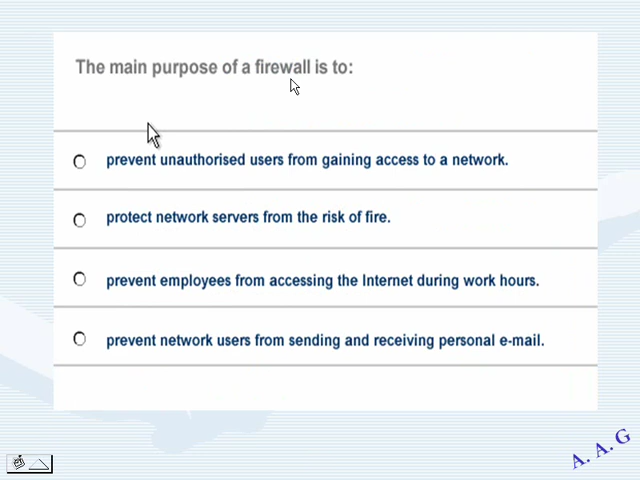 The main purpose of a firewall is to:
prevent unauthorised users from gaining access to a network.
protect network servers from the risk of fire.
prevent employees from accessing the Internet during work hours.
prevent network users from sending and receiving personal e-mail.
A. A. G